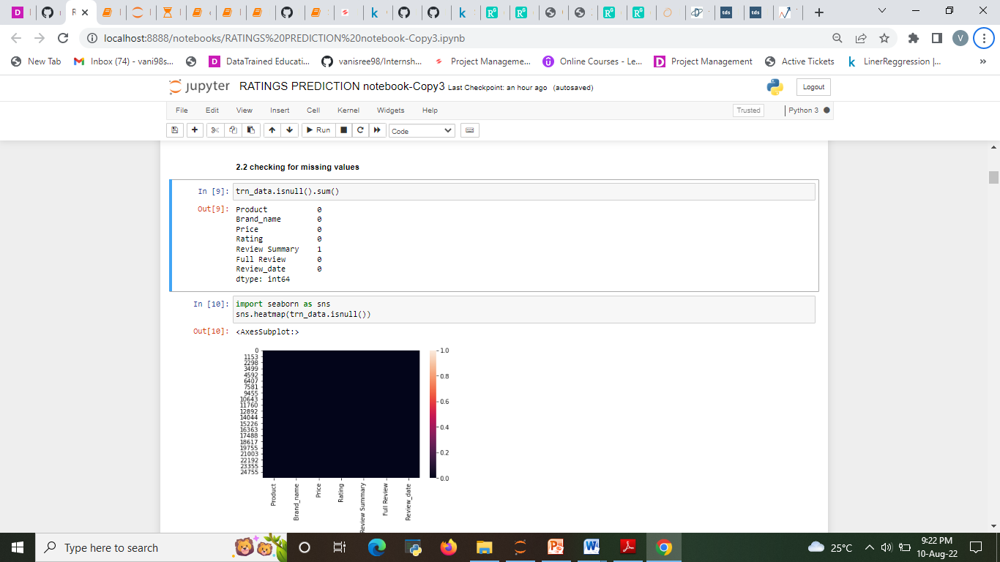 localhost:8888/notebooks/RATINGS%20PREDICTION%20notebook-Copy3.ipynb
V
New Tab
Inbox (74) - vani98s...
DataTrained Educati...
vanisree98/Internsh...
Project Manageme...
Online Courses - Le...
Project Management
Active Tickets
LinerReggression |...
»
jupyter RATINGS PREDICTION notebook-Copy3 Last Checkpoint: an hour ago (autosaved)
Logout
File Edit View Insert Cell Kernel Widgets Help
Trusted
Python 3
Run
Code
2.2 checking for missing values
In [9]: trn_data.isnull().sum()
Out[9]: Product 0
Brand_name 0
Price 0
Rating 0
Review Summary 1
Full Review 0
Review_date 0
dtype: int64
In [10]: import seaborn as sns
sns.heatmap(trn_data.isnull())
Out[10]: <AxesSubplot:>
0
1153
2298
3499
4592
6407
7581
9455
10643
11760
12892
14044
15226
16363
17488
18617
19755
21003
22192
23355
24755
1.0
0.8
0.6
0.4
0.2
0.0
Product
Brand_name
Price
Rating
Review Summary
Full Review
Review_date
Type here to search
25°C
9:22 PM
10-Aug-22